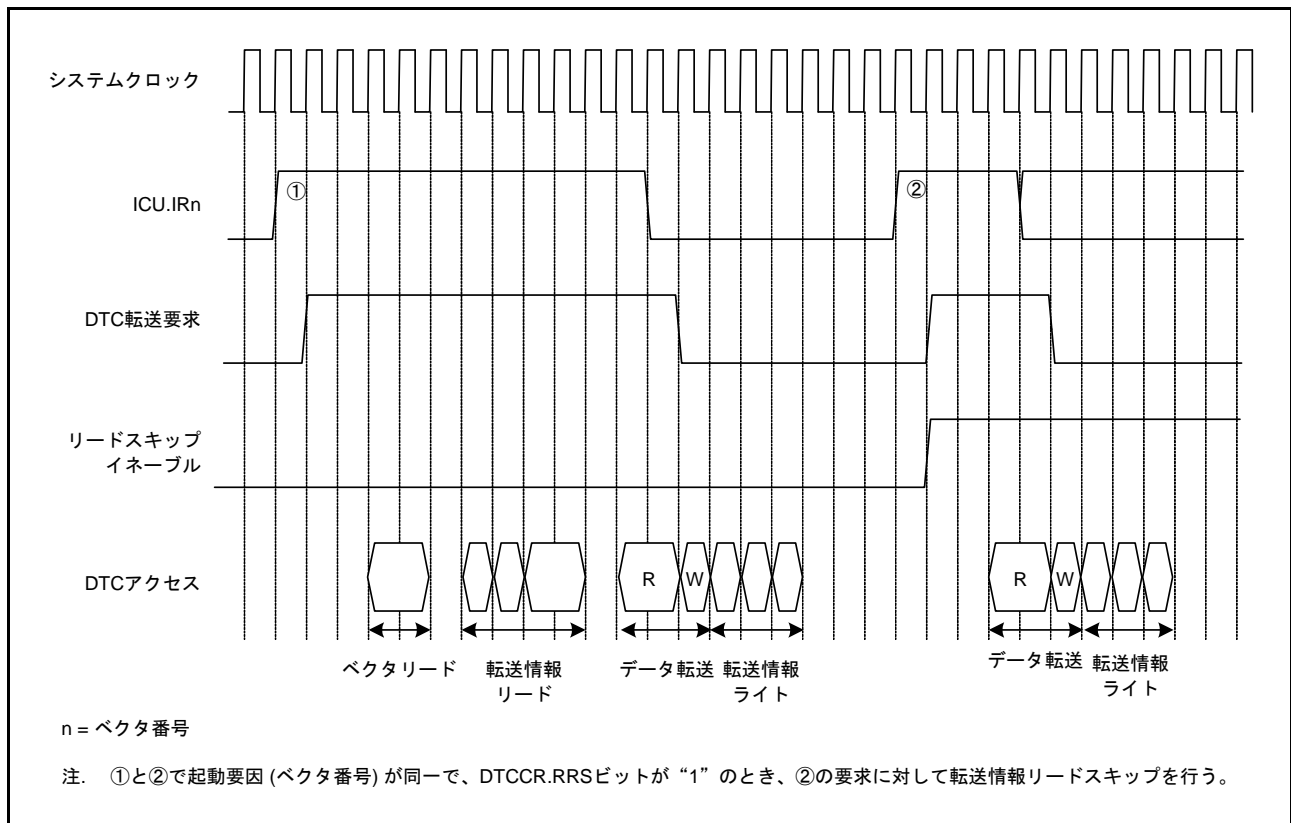 システムクロック
ICU.IRn
①
②
DTC転送要求
リードスキップ
イネーブル
DTCアクセス
R
W
R
W
ベクタリード
転送情報
リード
データ転送
転送情報
ライト
データ転送
転送情報
ライト
n = ベクタ番号
注. ①と②で起動要因 (ベクタ番号) が同一で、DTCCR.RRSビットが“1”のとき、②の要求に対して転送情報リードスキップを行う。